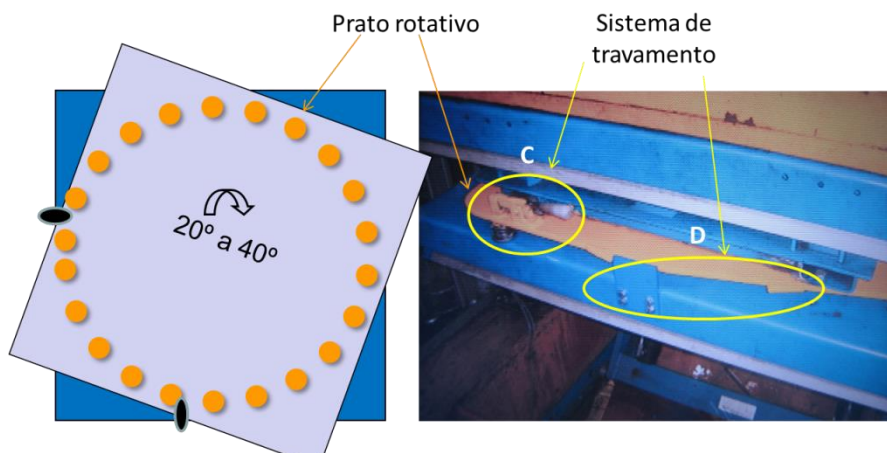 Prato rotativo
Sistema de
travamento
20º a 40º
C
D